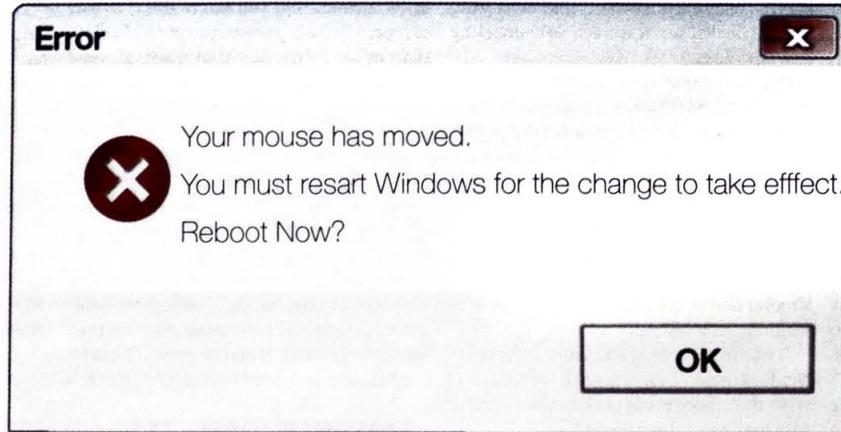 Error
Your mouse has moved.
You must resart Windows for the change to take efffect.
Reboot Now?
OK